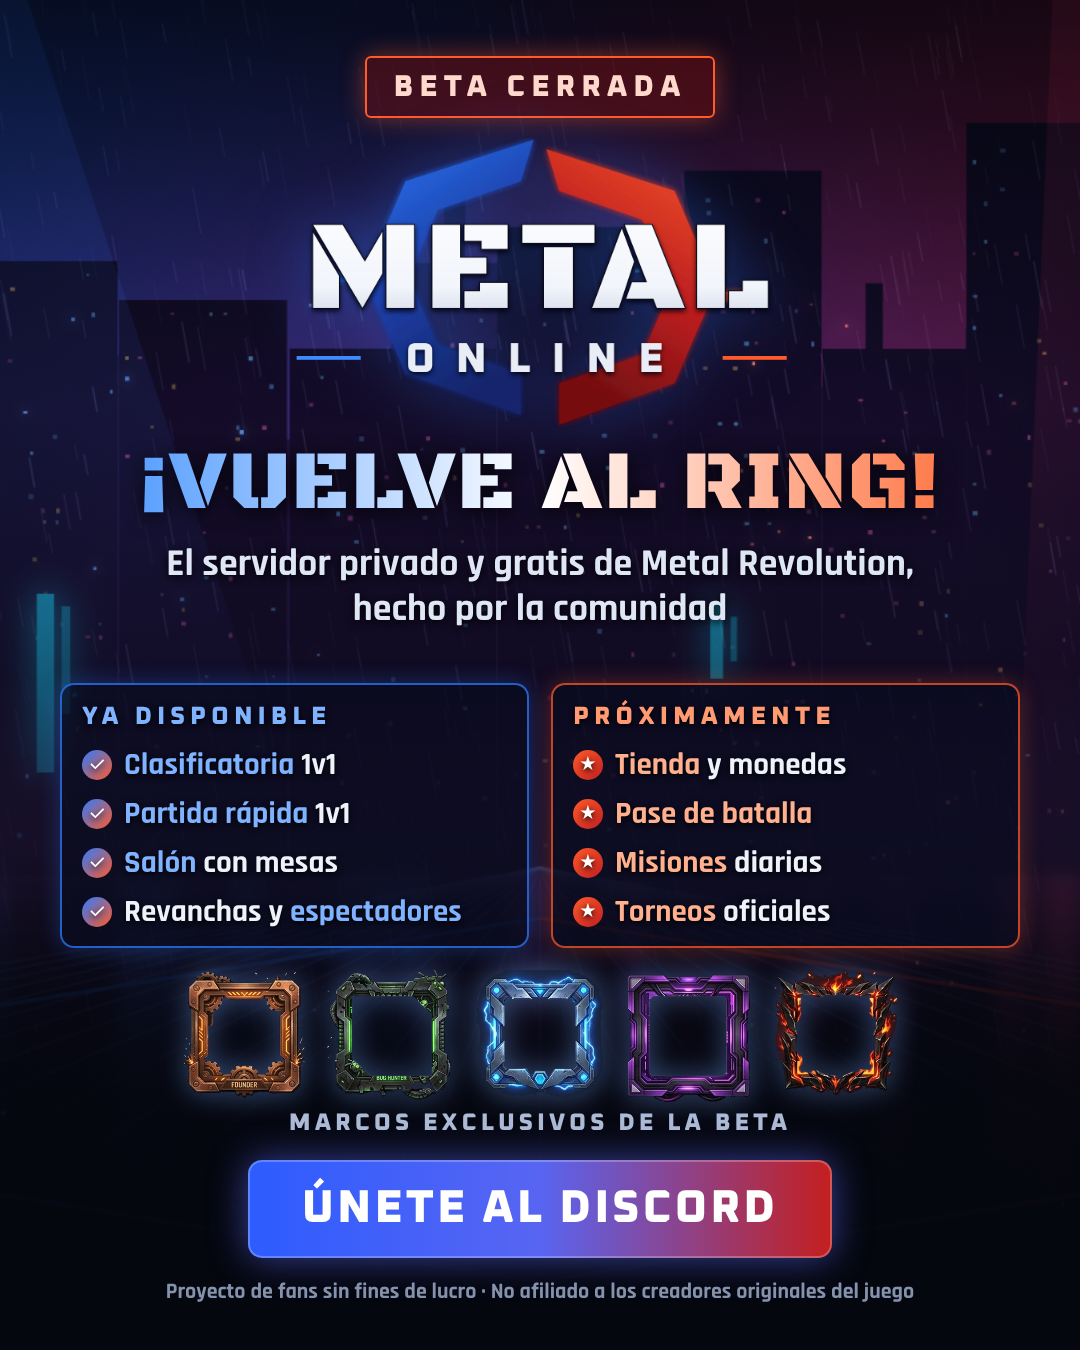 BETA CERRADA
METAL
ONLINE
¡VUELVE AL RING!
El servidor privado y gratis de Metal Revolution,
hecho por la comunidad
YA DISPONIBLE
Clasificatoria 1v1
Partida rápida 1v1
Salón con mesas
Revanchas y espectadores
PRÓXIMAMENTE
Tienda y monedas
Pase de batalla
Misiones diarias
Torneos oficiales
FOUNDER
BUG HUNTER
MARCOS EXCLUSIVOS DE LA BETA
ÚNETE AL DISCORD
Proyecto de fans sin fines de lucro · No afiliado a los creadores originales del juego